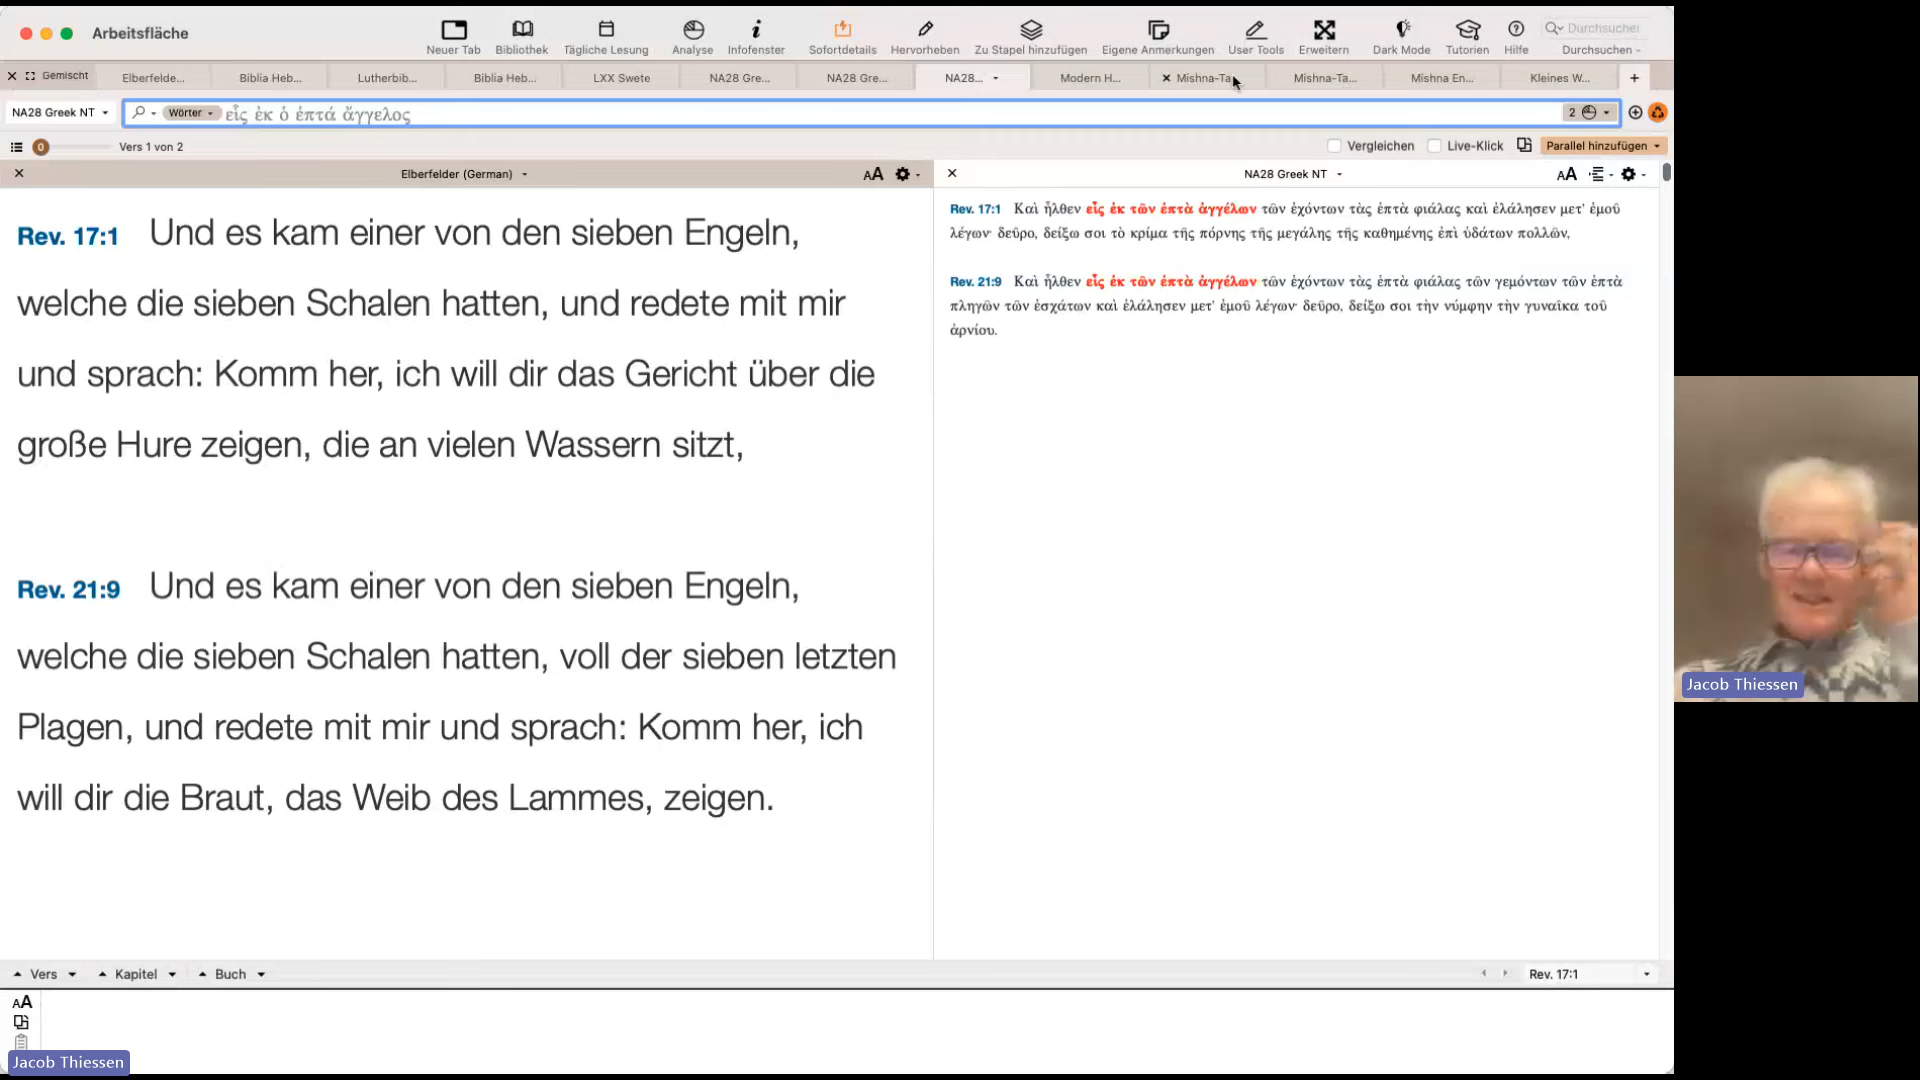 Arbeitsfläche
Neuer Tab Bibliothek Tägliche Lesung Analyse Infofenster Sofortdetails Hervorheben Zu Stapel hinzufügen Eigene Anmerkungen User Tools Erweitern Dark Mode Tutorien Hilfe Durchsuchen
Durchsucher
Gemischt Elberfelde... Biblia Heb... Lutherbib... Biblia Heb... LXX Swete NA28 Gre... NA28 Gre... NA28... Modern H... Mishna-Ta Mishna-Ta... Mishna En... Kleines W...
NA28 Greek NT Wörter εἷς ἐκ ὁ ἑπτά ἄγγελος 2
0 Vers 1 von 2 Vergleichen Live-Klick Parallel hinzufügen
Elberfelder (German) AA
Rev. 17:1 Und es kam einer von den sieben Engeln,
welche die sieben Schalen hatten, und redete mit mir
und sprach: Komm her, ich will dir das Gericht über die
große Hure zeigen, die an vielen Wassern sitzt,
Rev. 21:9 Und es kam einer von den sieben Engeln,
welche die sieben Schalen hatten, voll der sieben letzten
Plagen, und redete mit mir und sprach: Komm her, ich
will dir die Braut, das Weib des Lammes, zeigen.
NA28 Greek NT AA
Rev. 17:1 Καὶ ἦλθεν εἷς ἐκ τῶν ἑπτὰ ἀγγέλων τῶν ἐχόντων τὰς ἑπτὰ φιάλας καὶ ἐλάλησεν μετ’ ἐμοῦ
λέγων· δεῦρο, δείξω σοι τὸ κρίμα τῆς πόρνης τῆς μεγάλης τῆς καθημένης ἐπὶ ὑδάτων πολλῶν,
Rev. 21:9 Καὶ ἦλθεν εἷς ἐκ τῶν ἑπτὰ ἀγγέλων τῶν ἐχόντων τὰς ἑπτὰ φιάλας τῶν γεμόντων τῶν ἑπτὰ
πληγῶν τῶν ἐσχάτων καὶ ἐλάλησεν μετ’ ἐμοῦ λέγων· δεῦρο, δείξω σοι τὴν νύμφην τὴν γυναῖκα τοῦ
ἀρνίου.
Jacob Thiessen
Vers Kapitel Buch Rev. 17:1
AA
Jacob Thiessen